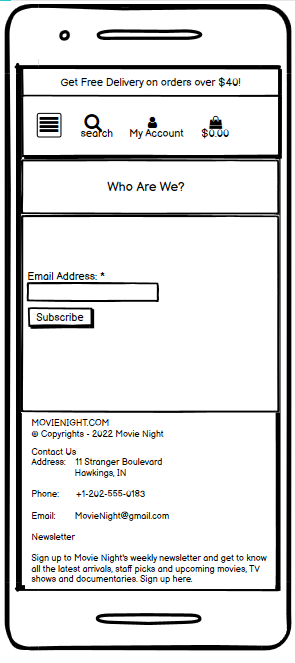 Get Free Delivery on orders over $40!
search My Account $0.00
Who Are We?
Email Address: *
Subscribe
MOVIENIGHT.COM
© Copyrights - 2022 Movie Night
Contact Us
Address: 11 Stranger Boulevard
Hawkings, IN
Phone: +1-202-555-0183
Email: MovieNight@gmail.com
Newsletter
Sign up to Movie Night's weekly newsletter and get to know
all the latest arrivals, staff picks and upcoming movies, TV
shows and documentaries. Sign up here.